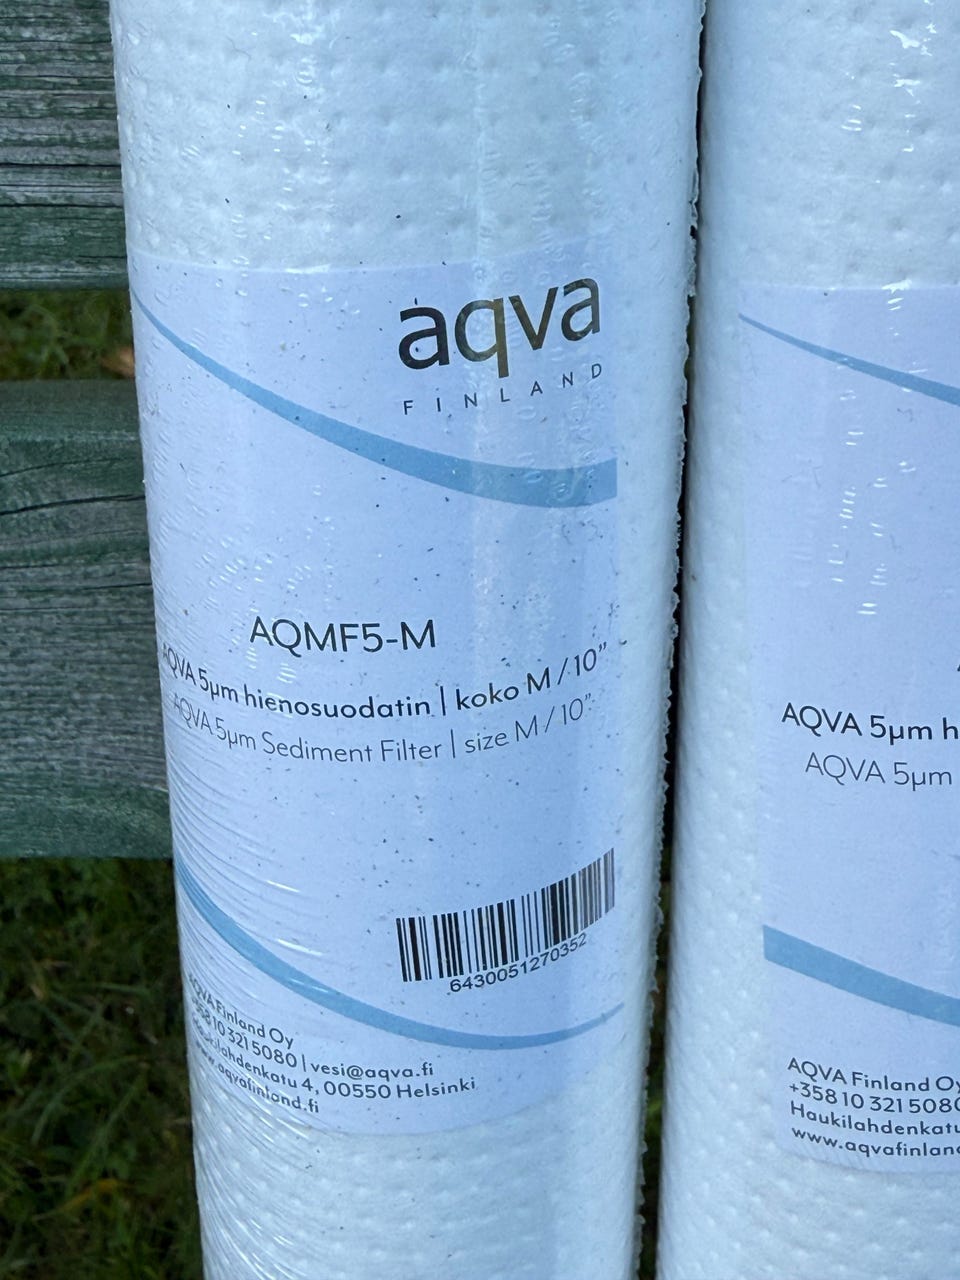 aqva
FINLAND
AQMF5-M
AQVA 5µm hienosuodatin | koko M / 10”
AQVA 5µm Sediment Filter | size M / 10”
6430051270352
AQVA Finland Oy
+358 10 321 5080 | vesi@aqva.fi
Haukilahdenkatu 4, 00550 Helsinki
www.aqvafinland.fi
AQVA 5µm h
AQVA 5µm
AQVA Finland Oy
+358 10 321 5080
Haukilahdenkatu
www.aqvafinlan